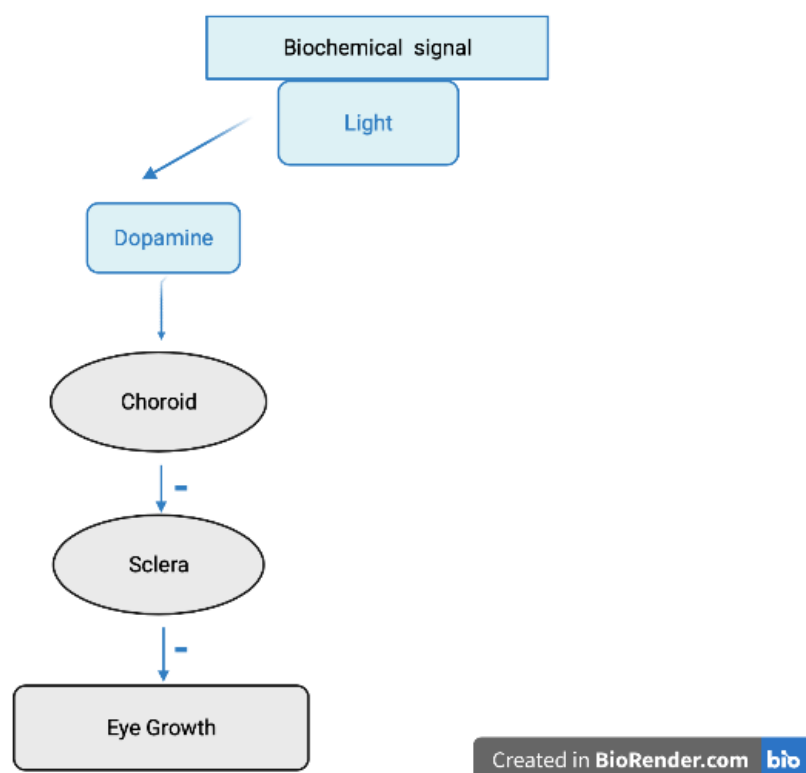 Biochemical signal
Light
Dopamine
Choroid
-
Sclera
-
Eye Growth
Created in BioRender.com bio